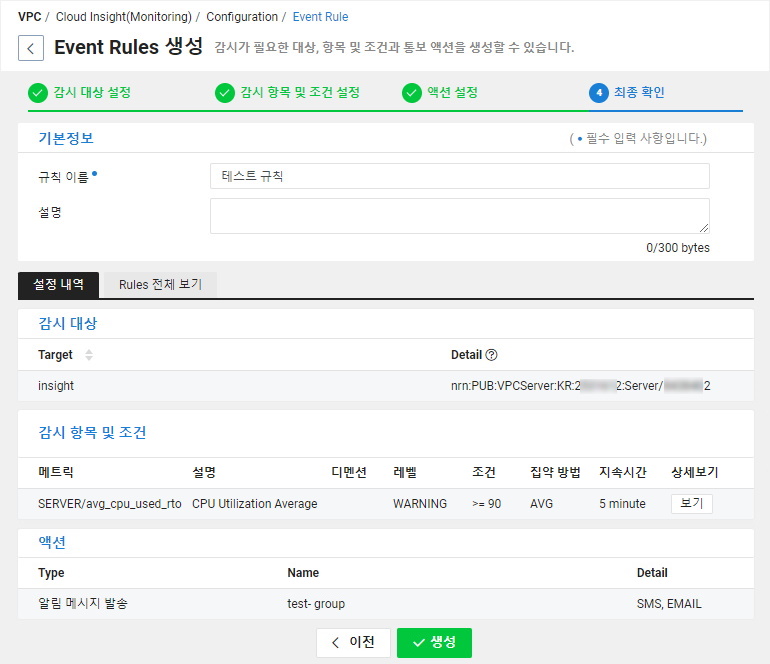 VPC / Cloud Insight(Monitoring) / Configuration / Event Rule
Event Rules 생성 감시가 필요한 대상, 항목 및 조건과 통보 액션을 생성할 수 있습니다.
감시 대상 설정 감시 항목 및 조건 설정 액션 설정 4 최종 확인
기본정보 ( • 필수 입력 사항입니다.)
규칙 이름 • 테스트 규칙
설명
0/300 bytes
설정 내역 Rules 전체 보기
감시 대상
Target Detail ?
insight nrn:PUB:VPCServer:KR:2 2:Server/ 2
감시 항목 및 조건
메트릭 설명 디멘션 레벨 조건 집약 방법 지속시간 상세보기
SERVER/avg_cpu_used_rto CPU Utilization Average WARNING >= 90 AVG 5 minute 보기
액션
Type Name Detail
알림 메시지 발송 test- group SMS, EMAIL
이전 생성